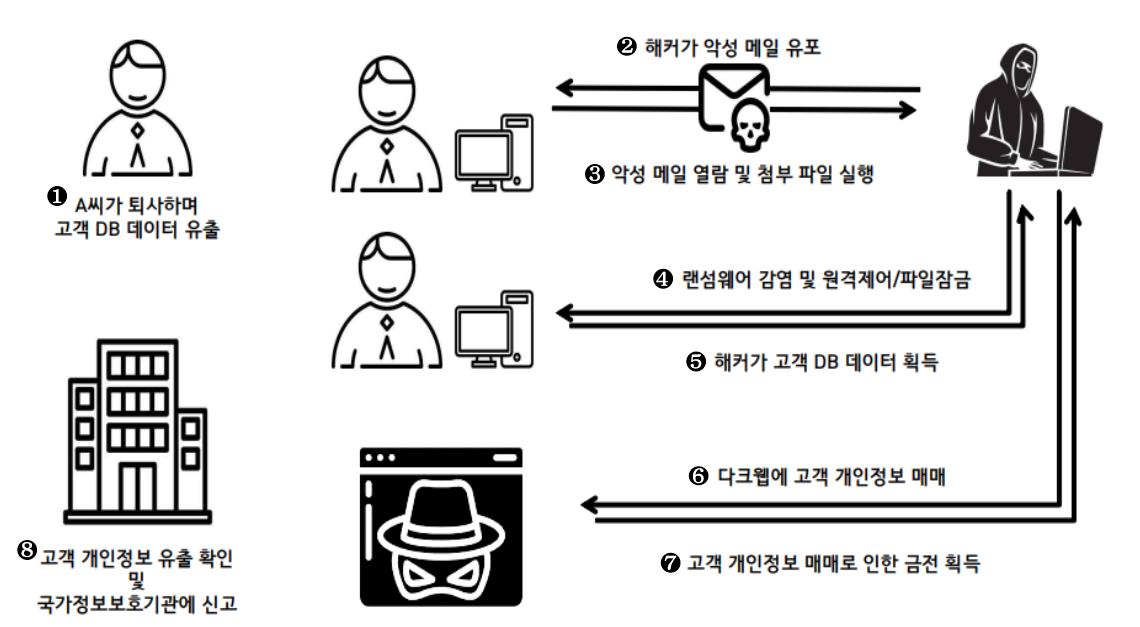 ❶ A씨가 퇴사하며
고객 DB 데이터 유출
❷ 해커가 악성 메일 유포
❸ 악성 메일 열람 및 첨부 파일 실행
❹ 랜섬웨어 감염 및 원격제어/파일잠금
❺ 해커가 고객 DB 데이터 획득
❻ 다크웹에 고객 개인정보 매매
❼ 고객 개인정보 매매로 인한 금전 획득
❽ 고객 개인정보 유출 확인
및
국가정보보호기관에 신고